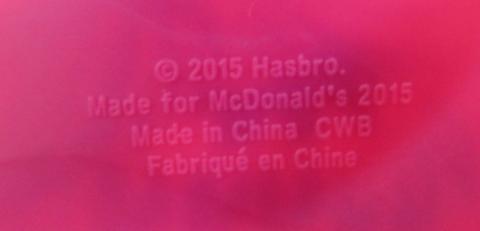 © 2015 Hasbro.
Made for McDonald's 2015
Made in China CWB
Fabriqué en Chine